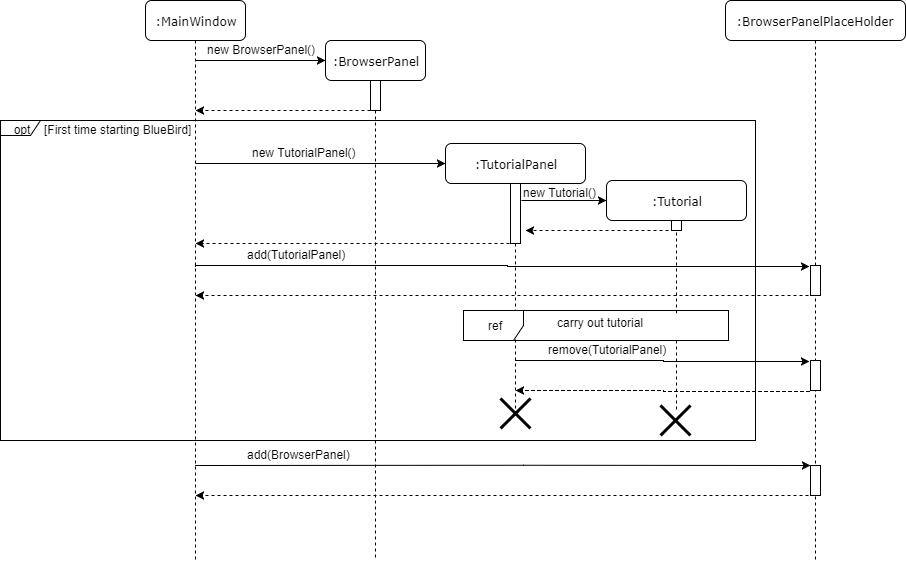 :MainWindow
:BrowserPanelPlaceHolder
new BrowserPanel()
:BrowserPanel
opt
[First time starting BlueBird]
new TutorialPanel()
:TutorialPanel
new Tutorial()
:Tutorial
add(TutorialPanel)
ref
carry out tutorial
remove(TutorialPanel)
add(BrowserPanel)